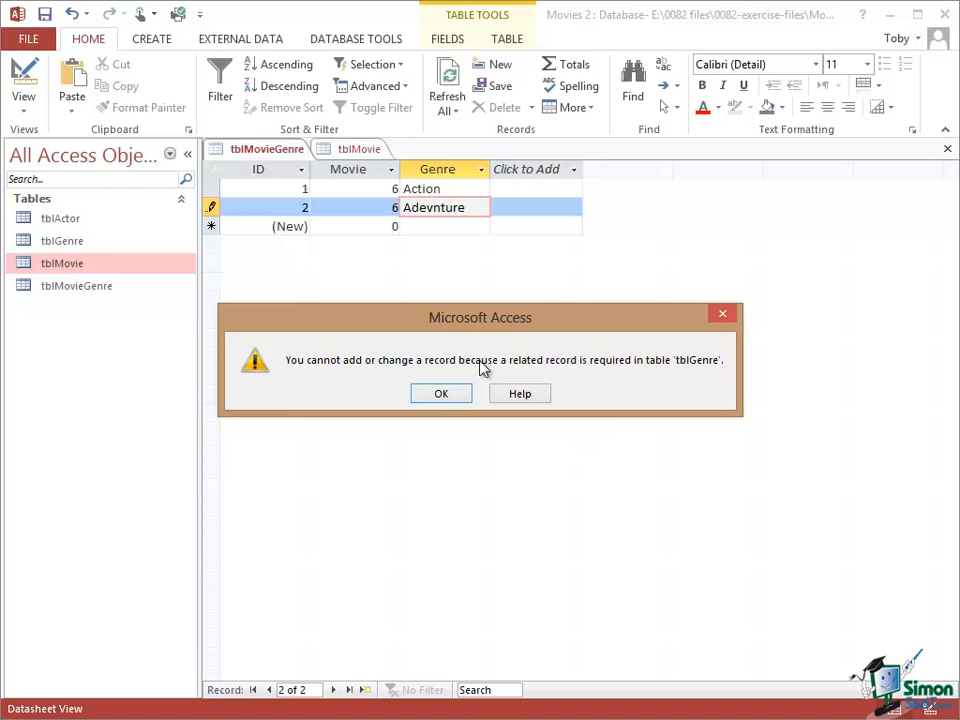 TABLE TOOLS
Movies 2 : Database- E:\0082 files\0082-exercise-files\Mo...
?
FILE
HOME
CREATE
EXTERNAL DATA
DATABASE TOOLS
FIELDS
TABLE
Toby
View
Views
Paste
Cut
Copy
Format Painter
Clipboard
Filter
Ascending
Descending
Remove Sort
Selection
Advanced
Toggle Filter
Sort & Filter
Refresh
All
New
Save
Delete
Totals
Spelling
More
Records
Find
Find
Calibri (Detail)
11
B I U
A
Text Formatting
All Access Obje...
Search...
Tables
tblActor
tblGenre
tblMovie
tblMovieGenre
tblMovieGenre
tblMovie
ID Movie Genre Click to Add
1 6 Action
2 6 Adevnture
(New) 0
Microsoft Access
You cannot add or change a record because a related record is required in table 'tblGenre'.
OK
Help
Record:
2 of 2
No Filter
Search
Datasheet View
Simon